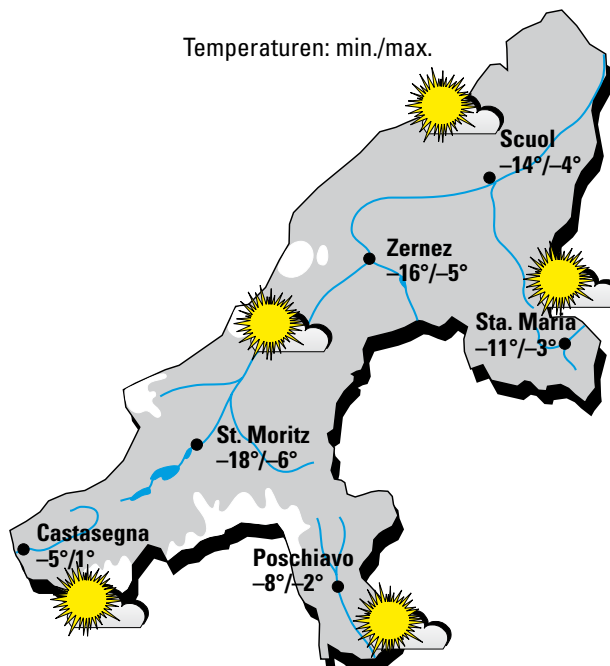 Temperaturen: min./max.
Scuol
–14°/–4°
Zernez
–16°/–5°
Sta. Maria
–11°/–3°
St. Moritz
–18°/–6°
Castasegna
–5°/1°
Poschiavo
–8°/–2°